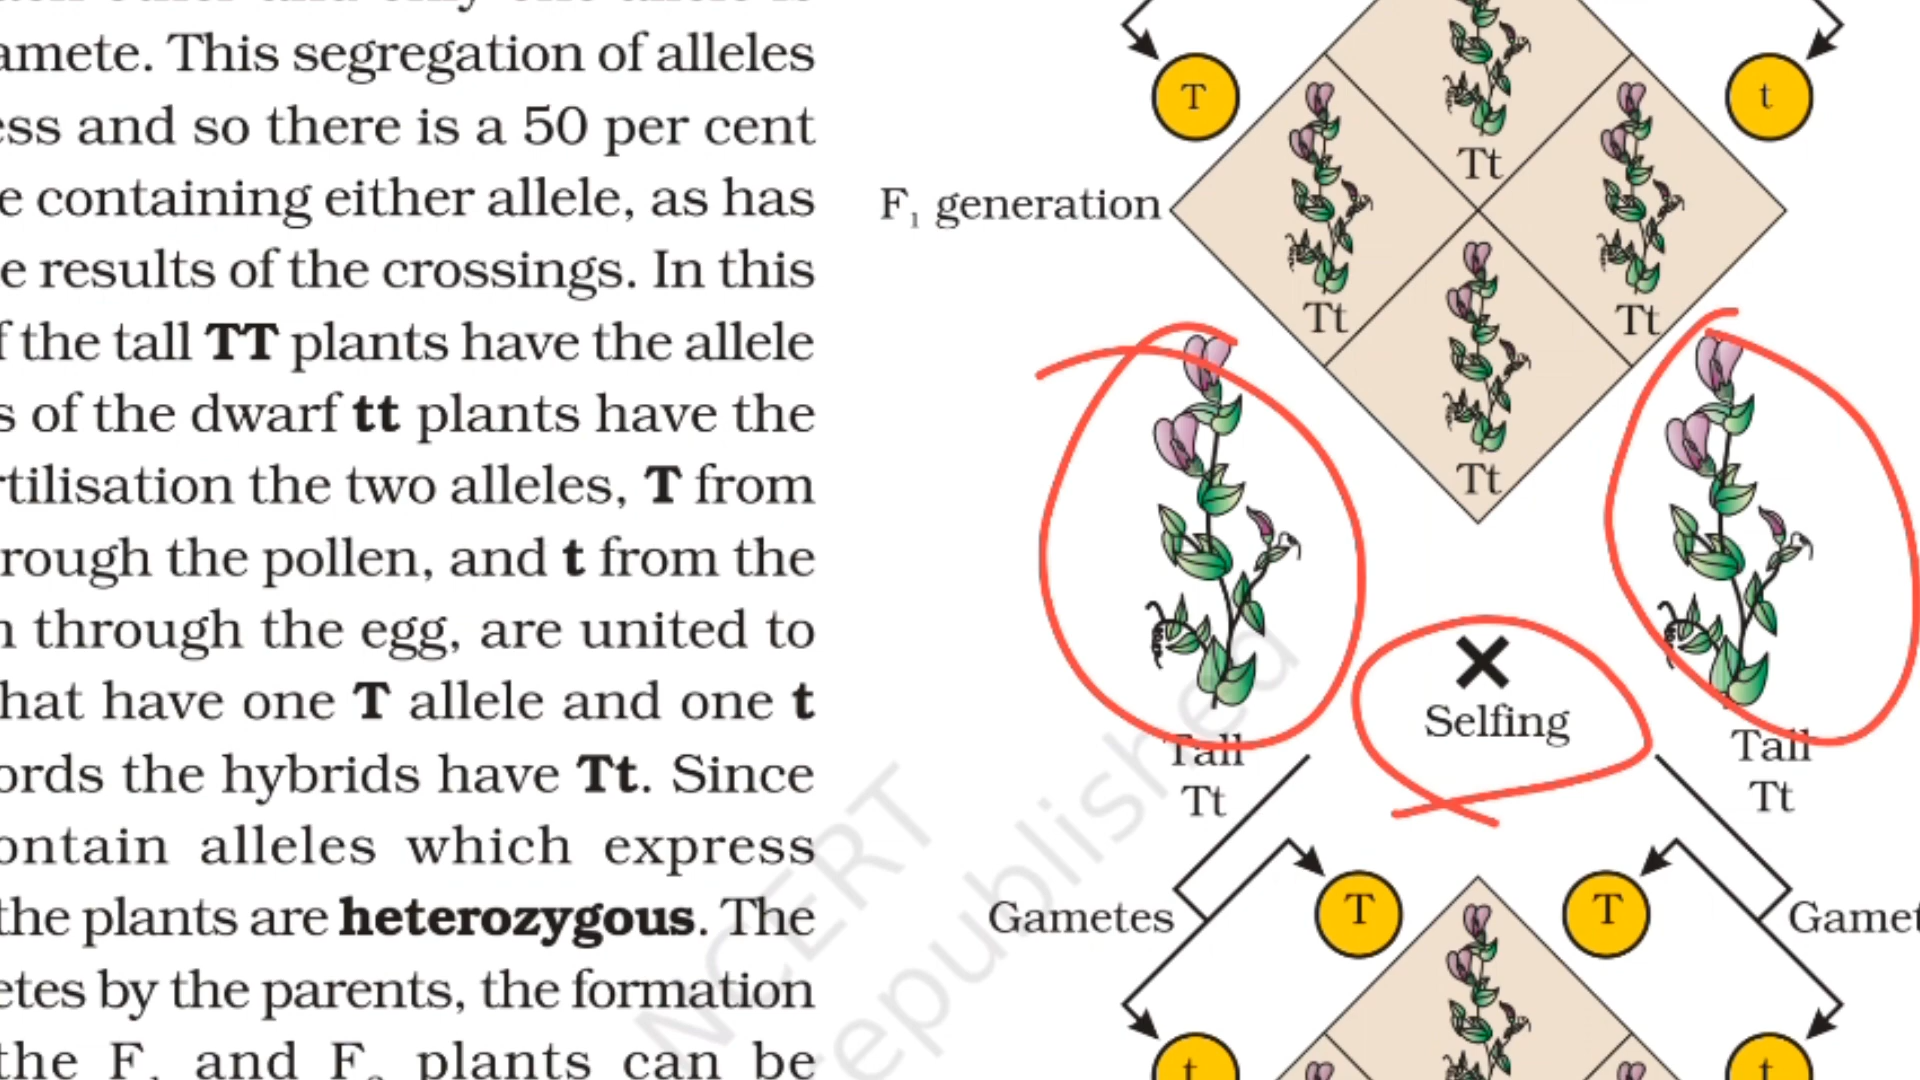 amete. This segregation of alleles
ess and so there is a 50 per cent
e containing either allele, as has
e results of the crossings. In this
f the tall TT plants have the allele
s of the dwarf tt plants have the
rtilisation the two alleles, T from
rough the pollen, and t from the
n through the egg, are united to
hat have one T allele and one t
ords the hybrids have Tt. Since
ontain alleles which express
the plants are heterozygous. The
etes by the parents, the formation
the F and F plants can be
T
t
Tt
F₁ generation
Tt
Tt
Tt
Selfing
Tall
Tt
Tall
Tt
Gametes
T
T
Gamet
t
t
NCERT
republished